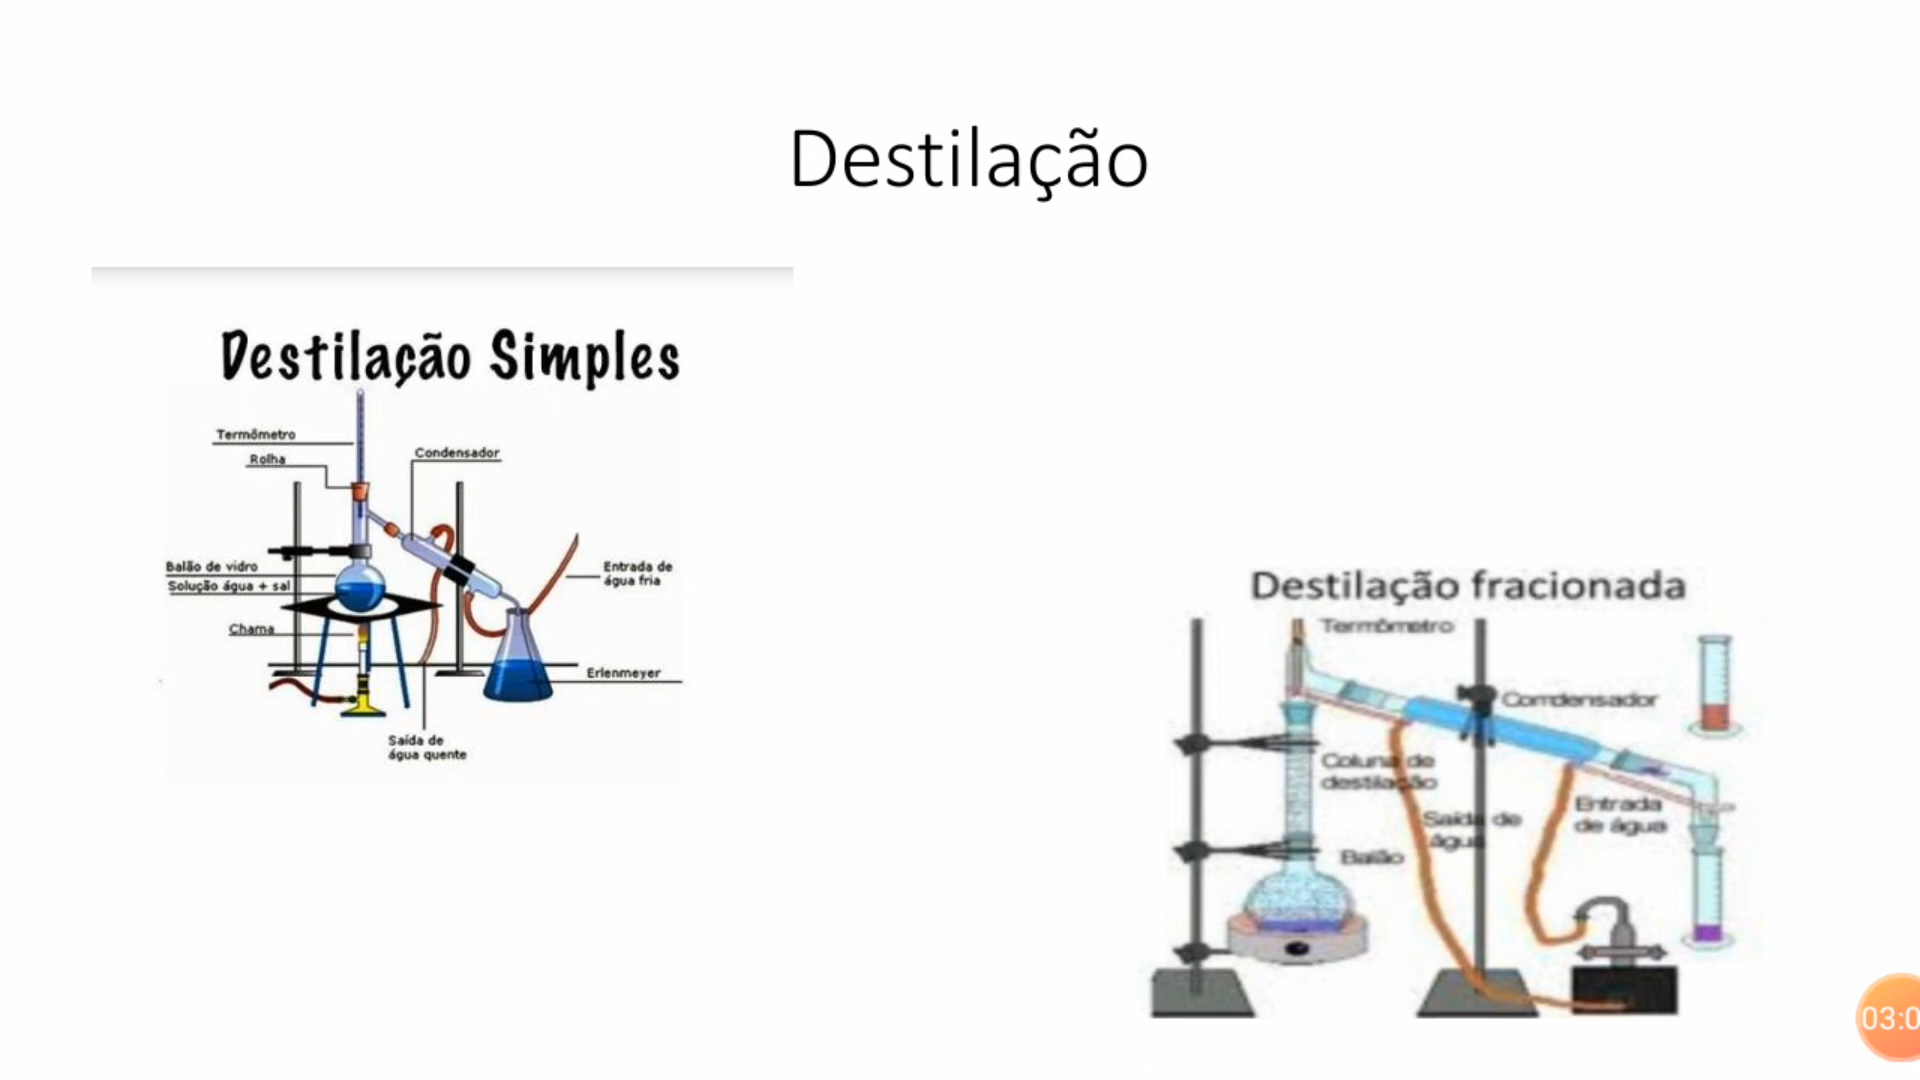 Destilação
Destilação Simples
Termômetro
Rolha
Condensador
Balão de vidro
Solução água + sal
Entrada de
água fria
Chama
Erlenmeyer
Saída de
água quente
Destilação fracionada
Termômetro
Comdensador
Coluna de
destilação
Entrada
de água
Saída de
água
Balão
03:0